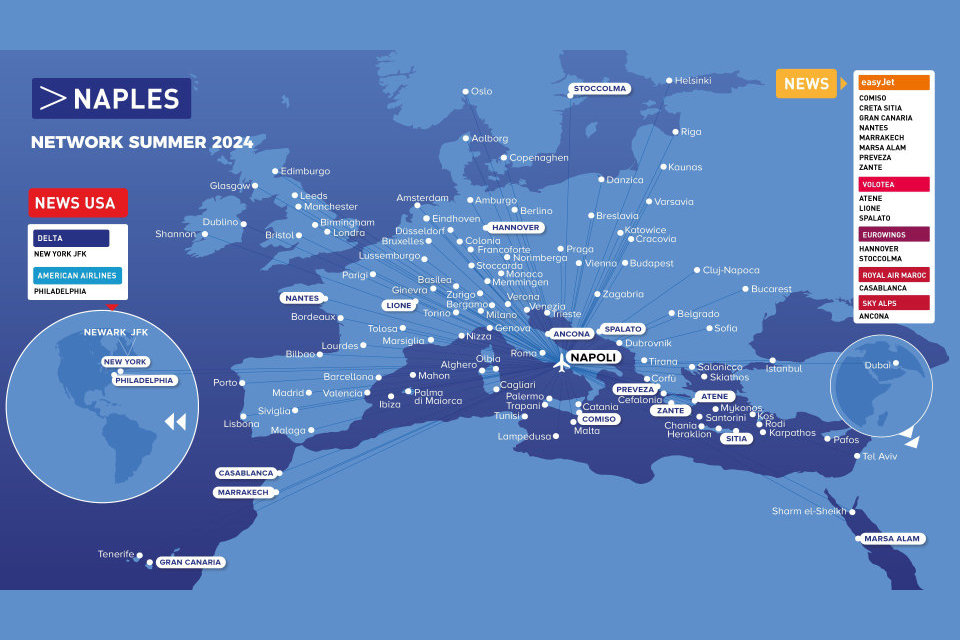 > NAPLES
NETWORK SUMMER 2024
NEWS USA
DELTA
NEW YORK JFK
AMERICAN AIRLINES
PHILADELPHIA
NEWARK JFK
NEW YORK
PHILADELPHIA
NEWS
easyJet
COMISO
CRETA SITIA
GRAN CANARIA
NANTES
MARRAKECH
MARSA ALAM
PREVEZA
ZANTE
VOLOTEA
ATENE
LIONE
SPALATO
EUROWINGS
HANNOVER
STOCCOLMA
ROYAL AIR MAROC
CASABLANCA
SKY ALPS
ANCONA
Dubai
Oslo
STOCCOLMA
Helsinki
Aalborg
Riga
Copenaghen
Kaunas
Edimburgo
Glasgow
Danzica
Leeds
Manchester
Amsterdam
Amburgo
Varsavia
Berlino
Dublino
Birmingham
Eindhoven
Breslavia
Shannon
Bristol
Londra
Düsseldorf
HANNOVER
Katowice
Bruxelles
Colonia
Cracovia
Francoforte
Praga
Lussemburgo
Norimberga
Stoccarda
Vienna
Budapest
Parigi
Monaco
Cluj-Napoca
Basilea
Memmingen
Ginevra
Zurigo
Verona
Zagabria
Bucarest
NANTES
LIONE
Bergamo
Venezia
Bordeaux
Torino
Milano
Trieste
Belgrado
Tolosa
Genova
ANCONA
SPALATO
Sofia
Marsiglia
Nizza
Lourdes
Dubrovnik
Bilbao
Olbia
Roma
NAPOLI
Alghero
Tirana
Salonicco
Istanbul
Barcellona
Mahon
Corfù
Skiathos
Porto
Cagliari
PREVEZA
Madrid
Valencia
Palma
di Maiorca
Palermo
Cefalonia
ATENE
Ibiza
Trapani
Catania
ZANTE
Mykonos
Siviglia
Tunisi
COMISO
Santorini
Kos
Lisbona
Malta
Chania
Rodi
Malaga
Lampedusa
Heraklion
SITIA
Karpathos
Pafos
Tel Aviv
CASABLANCA
MARRAKECH
Sharm el-Sheikh
MARSA ALAM
Tenerife
GRAN CANARIA